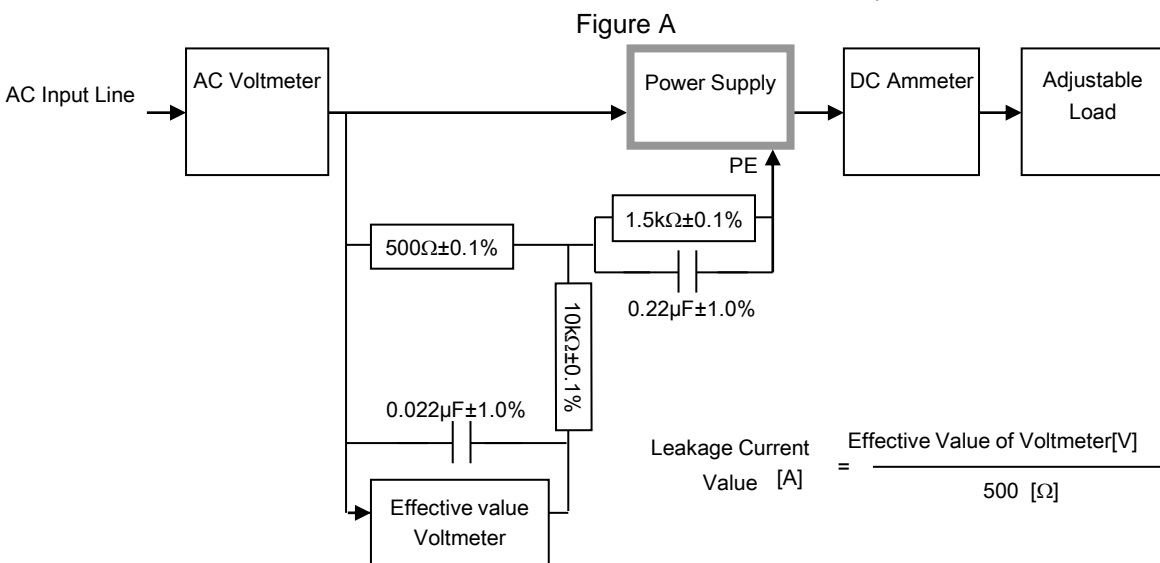 Figure A
AC Input Line
AC Voltmeter
Power Supply
DC Ammeter
Adjustable
Load
PE
1.5kΩ±0.1%
500Ω±0.1%
0.22µF±1.0%
10kΩ±0.1%
0.022µF±1.0%
Effective value
Voltmeter
Leakage Current
Value [A]
=
Effective Value of Voltmeter[V]
500 [Ω]